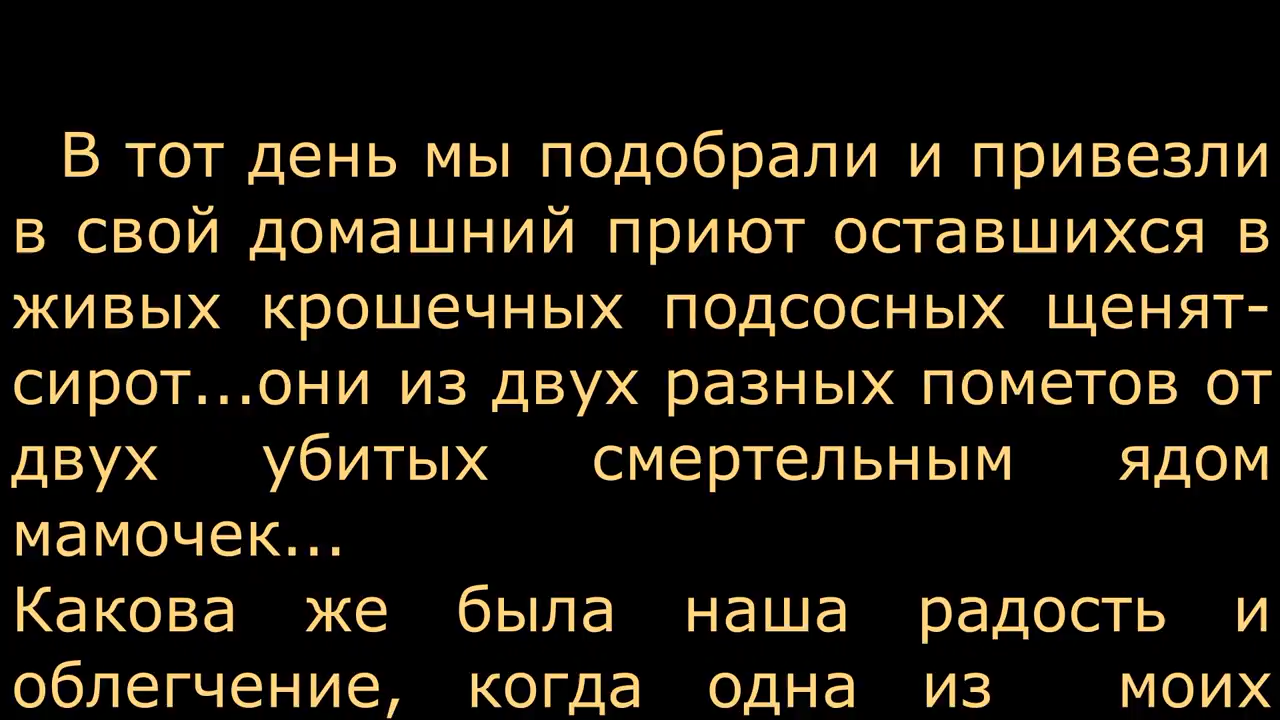 В тот день мы подобрали и привезли
в свой домашний приют оставшихся в
живых крошечных подсосных щенят-
сирот...они из двух разных пометов от
двух убитых смертельным ядом
мамочек...
Какова же была наша радость и
облегчение, когда одна из моих